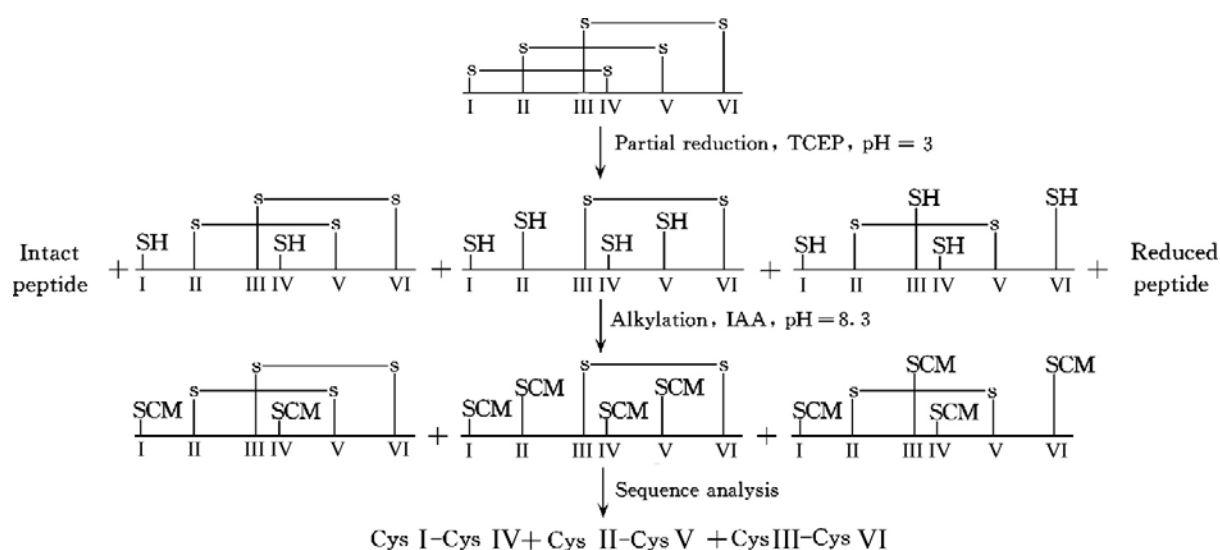 S S
S S
S S
I II III IV V VI
Partial reduction, TCEP, pH = 3
S S
SH S SH S
I II III IV V VI
S S
SH SH SH SH
I II III IV V VI
SH SH
SH S SH S
I II III IV V VI
Intact
peptide
+ + + +
Reduced
peptide
Alkylation, IAA, pH = 8.3
S S
SCM S SCM S
I II III IV V VI
+
S S
SCM SCM SCM SCM
I II III IV V VI
+
SCM SCM
SCM S SCM S
I II III IV V VI
Sequence analysis
Cys I-Cys IV+ Cys II-Cys V +Cys III-Cys VI